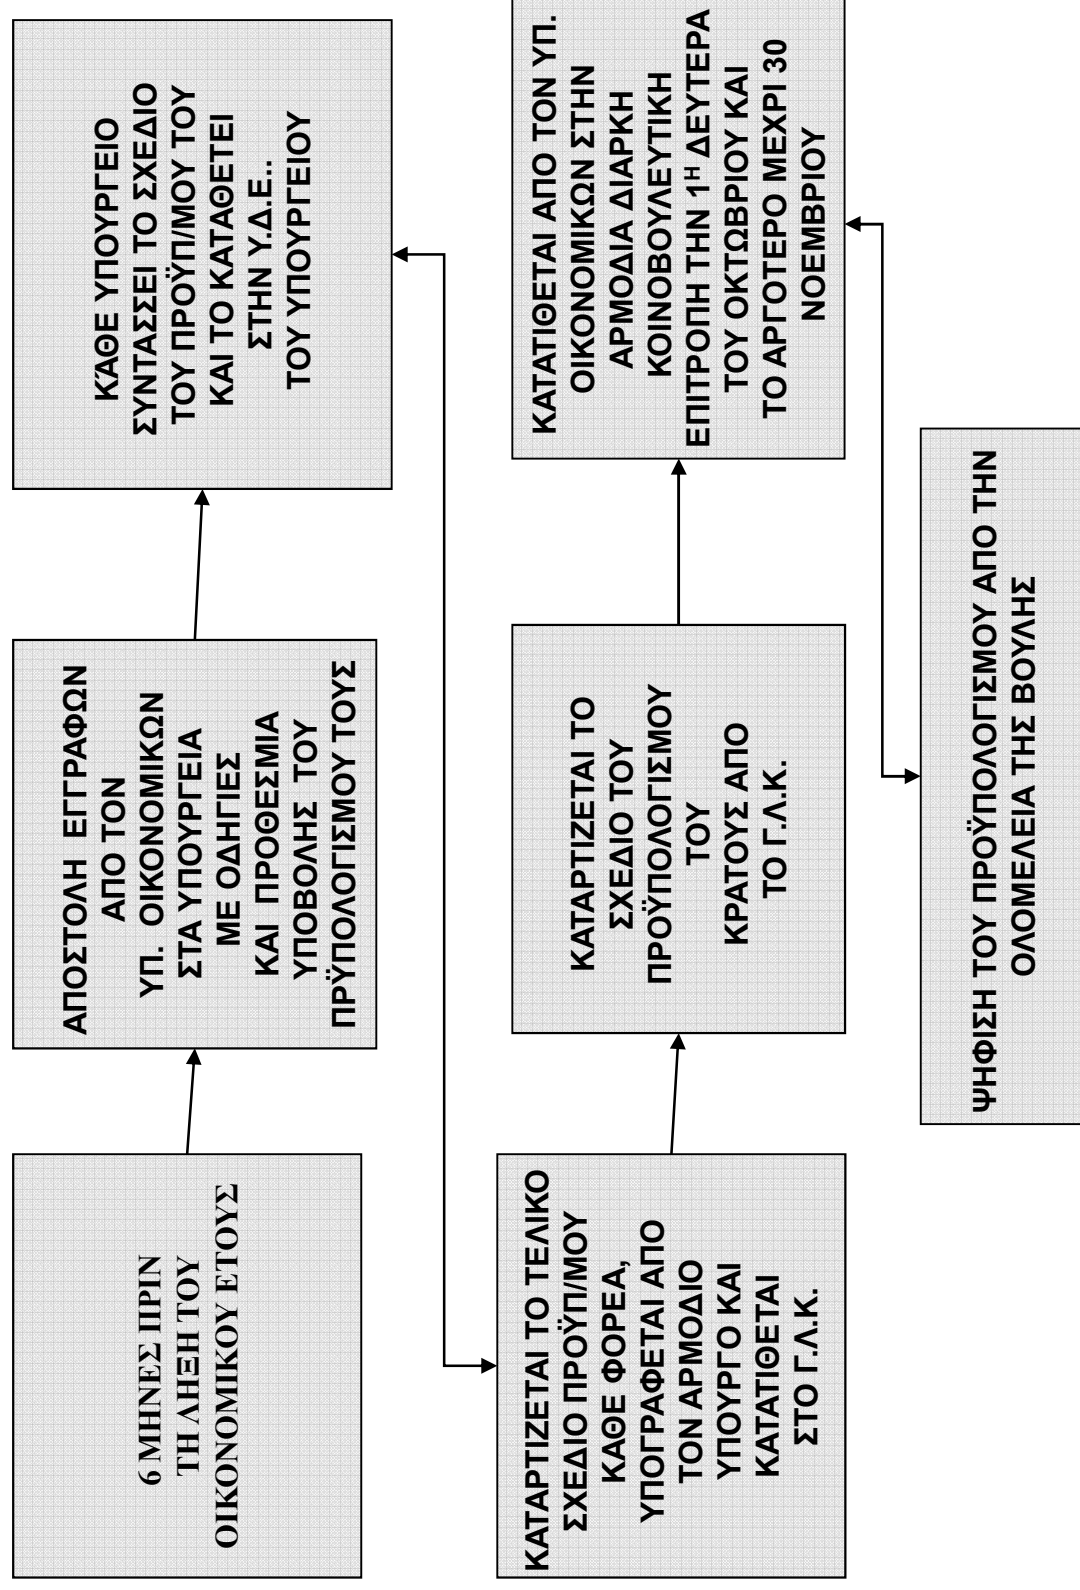 6 ΜΗΝΕΣ ΠΡΙΝ
ΤΗ ΛΗΞΗ ΤΟΥ
ΟΙΚΟΝΟΜΙΚΟΥ ΕΤΟΥΣ
ΑΠΟΣΤΟΛΗ ΕΓΓΡΑΦΩΝ
ΑΠΟ ΤΟΝ
ΥΠ. ΟΙΚΟΝΟΜΙΚΩΝ
ΣΤΑ ΥΠΟΥΡΓΕΙΑ
ΜΕ ΟΔΗΓΙΕΣ
ΚΑΙ ΠΡΟΘΕΣΜΙΑ
ΥΠΟΒΟΛΗΣ ΤΟΥ
ΠΡΫΠΟΛΟΓΙΣΜΟΥ ΤΟΥΣ
ΚΆΘΕ ΥΠΟΥΡΓΕΙΟ
ΣΥΝΤΑΣΣΕΙ ΤΟ ΣΧΕΔΙΟ
ΤΟΥ ΠΡΟΫΠ/ΜΟΥ ΤΟΥ
ΚΑΙ ΤΟ ΚΑΤΑΘΕΤΕΙ
ΣΤΗΝ Υ.Δ.Ε..
ΤΟΥ ΥΠΟΥΡΓΕΙΟΥ
ΚΑΤΑΡΤΙΖΕΤΑΙ ΤΟ ΤΕΛΙΚΟ
ΣΧΕΔΙΟ ΠΡΟΫΠ/ΜΟΥ
ΚΑΘΕ ΦΟΡΕΑ,
ΥΠΟΓΡΑΦΕΤΑΙ ΑΠΟ
ΤΟΝ ΑΡΜΟΔΙΟ
ΥΠΟΥΡΓΟ ΚΑΙ
ΚΑΤΑΤΙΘΕΤΑΙ
ΣΤΟ Γ.Λ.Κ.
ΚΑΤΑΡΤΙΖΕΤΑΙ ΤΟ
ΣΧΕΔΙΟ ΤΟΥ
ΠΡΟΫΠΟΛΟΓΙΣΜΟΥ
ΤΟΥ
ΚΡΑΤΟΥΣ ΑΠΟ
ΤΟ Γ.Λ.Κ.
ΚΑΤΑΤΙΘΕΤΑΙ ΑΠΟ ΤΟΝ ΥΠ.
ΟΙΚΟΝΟΜΙΚΩΝ ΣΤΗΝ
ΑΡΜΟΔΙΑ ΔΙΑΡΚΗ
ΚΟΙΝΟΒΟΥΛΕΥΤΙΚΗ
ΕΠΙΤΡΟΠΗ ΤΗΝ 1Η ΔΕΥΤΕΡΑ
ΤΟΥ ΟΚΤΩΒΡΙΟΥ ΚΑΙ
ΤΟ ΑΡΓΟΤΕΡΟ ΜΕΧΡΙ 30
ΝΟΕΜΒΡΙΟΥ
ΨΗΦΙΣΗ ΤΟΥ ΠΡΟΫΠΟΛΟΓΙΣΜΟΥ ΑΠΟ ΤΗΝ
ΟΛΟΜΕΛΕΙΑ ΤΗΣ ΒΟΥΛΗΣ